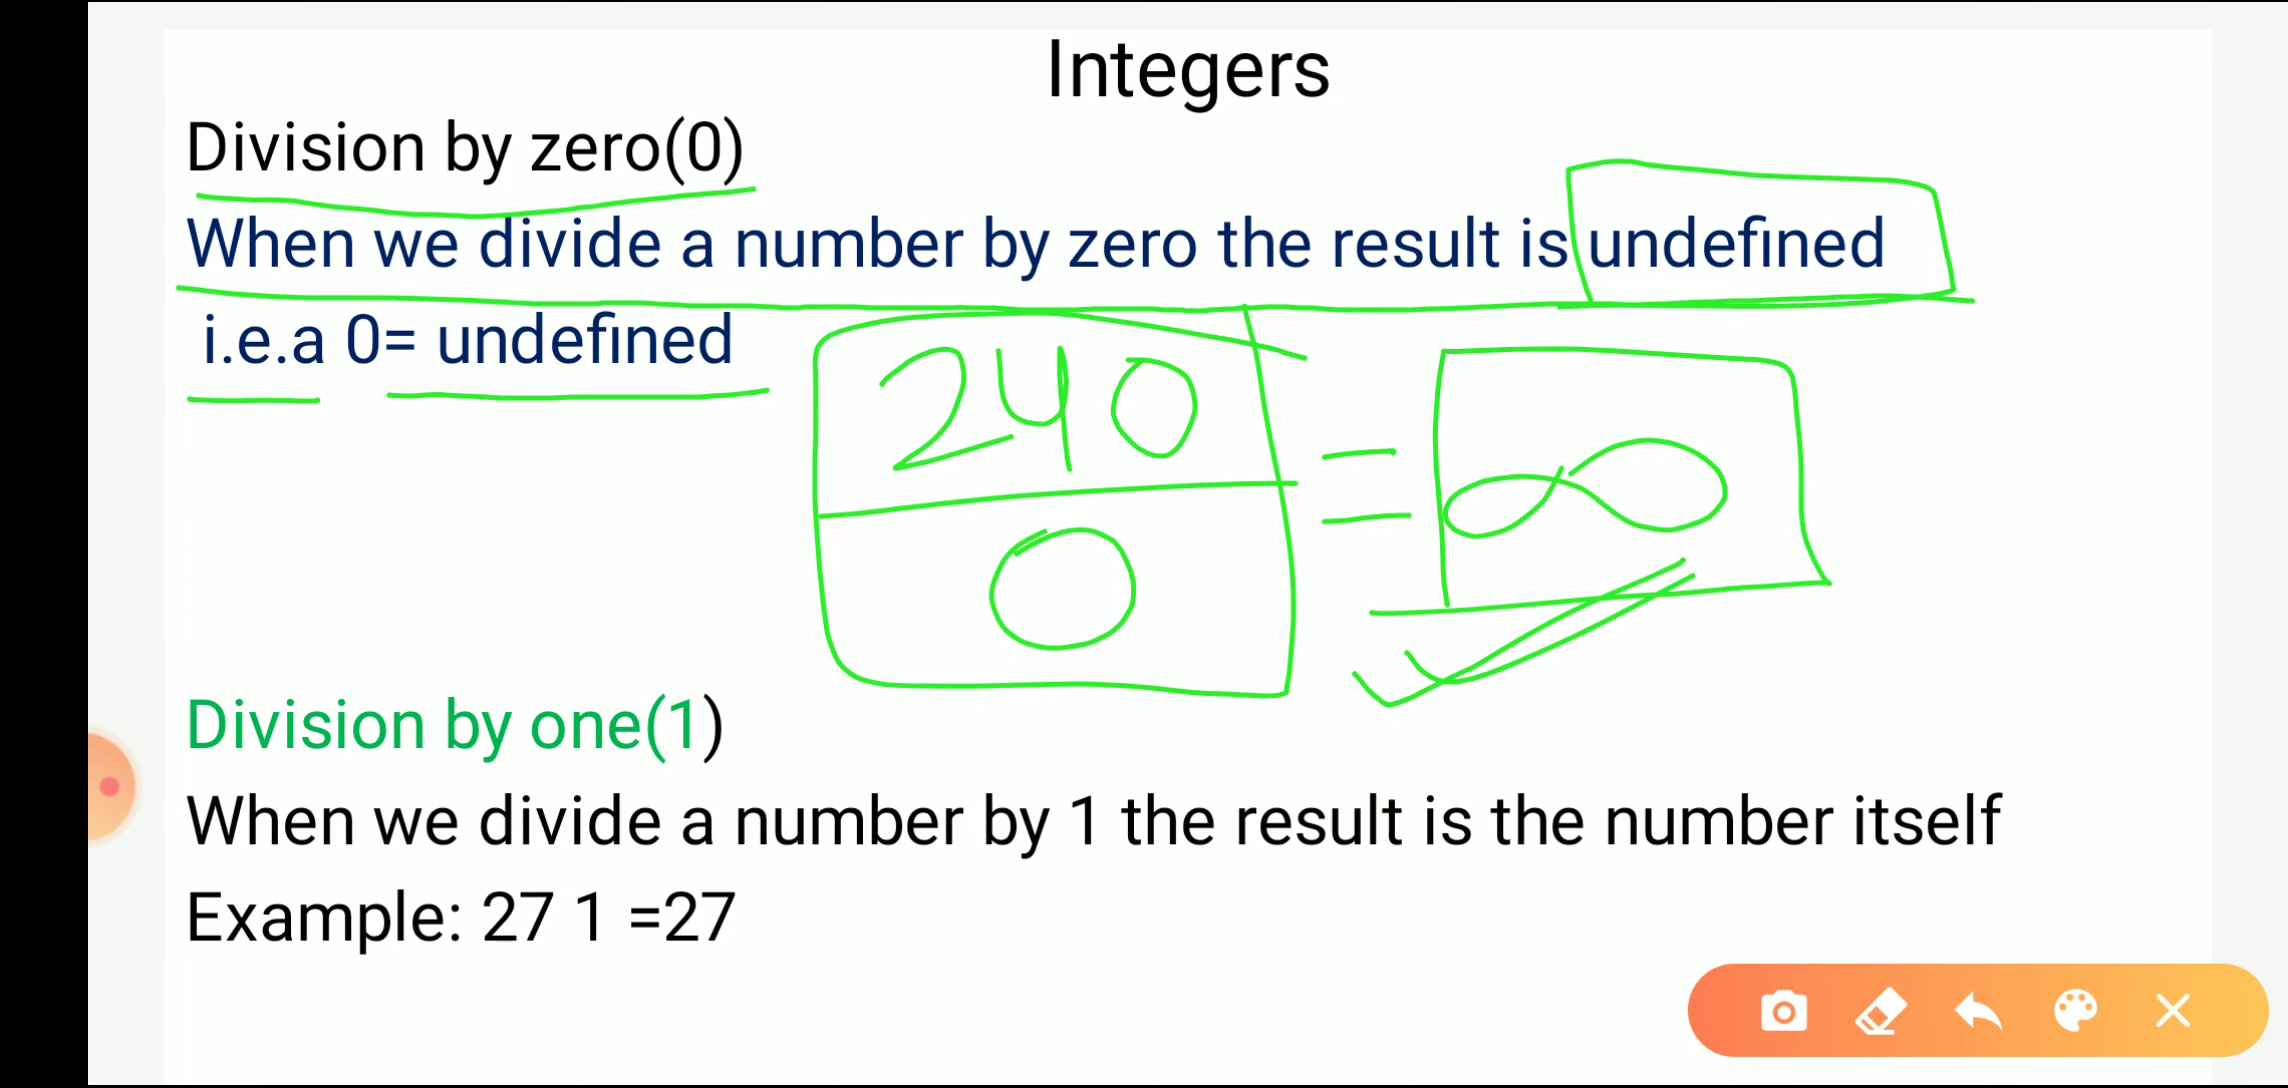 Integers
Division by zero(0)
When we divide a number by zero the result is undefined
i.e.a 0= undefined
240
0
= ∞
Division by one(1)
When we divide a number by 1 the result is the number itself
Example: 27 1 =27